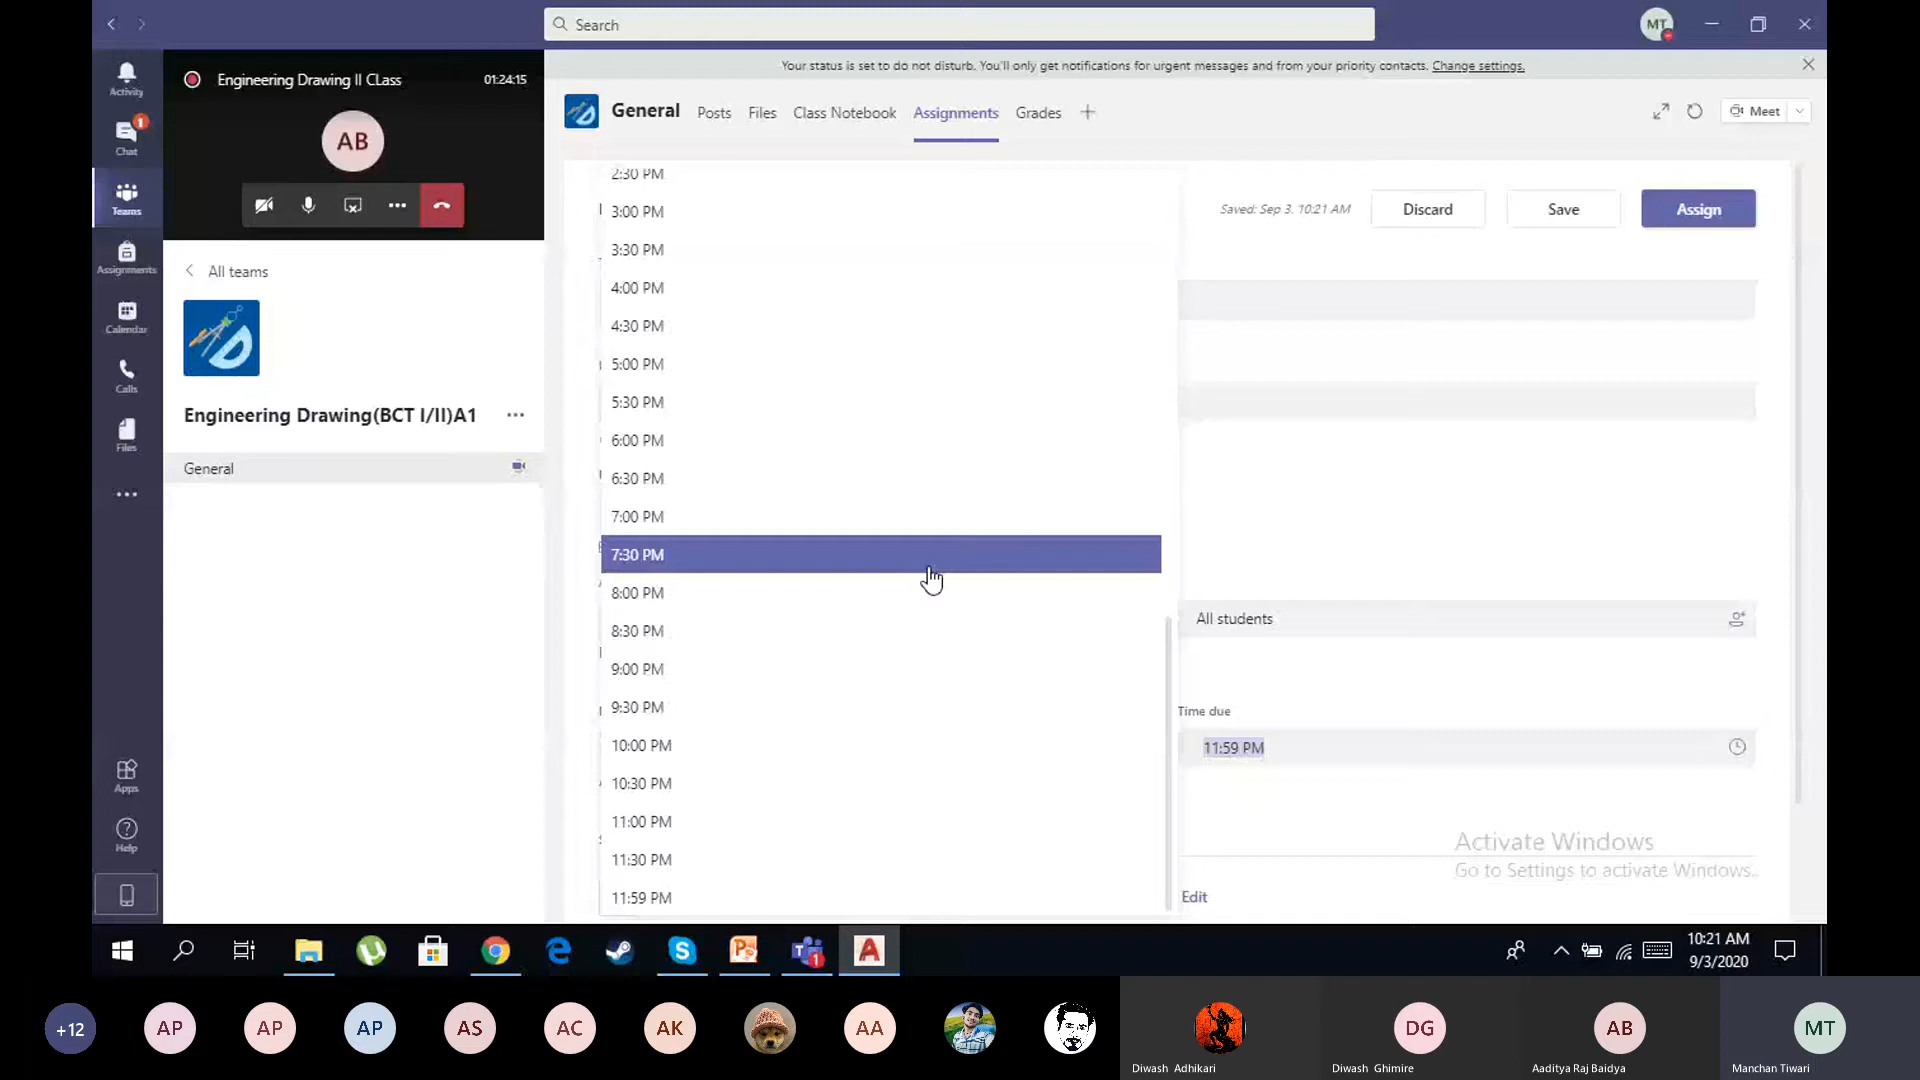 Search
MT
Your status is set to do not disturb. You'll only get notifications for urgent messages and from your priority contacts. Change settings.
Activity
Chat
1
Teams
Assignments
Calendar
Calls
Files
Apps
Help
Engineering Drawing II CLass
01:24:15
AB
All teams
Engineering Drawing(BCT I/II)A1
General
General
Posts
Files
Class Notebook
Assignments
Grades
Meet
Saved: Sep 3, 10:21 AM
Discard
Save
Assign
2:30 PM
3:00 PM
3:30 PM
4:00 PM
4:30 PM
5:00 PM
5:30 PM
6:00 PM
6:30 PM
7:00 PM
7:30 PM
8:00 PM
8:30 PM
9:00 PM
9:30 PM
10:00 PM
10:30 PM
11:00 PM
11:30 PM
11:59 PM
All students
Time due
11:59 PM
Edit
Activate Windows
Go to Settings to activate Windows.
10:21 AM
9/3/2020
+12
AP
AP
AP
AS
AC
AK
AA
Diwash Adhikari
DG
Diwash Ghimire
AB
Aaditya Raj Baidya
MT
Manchan Tiwari